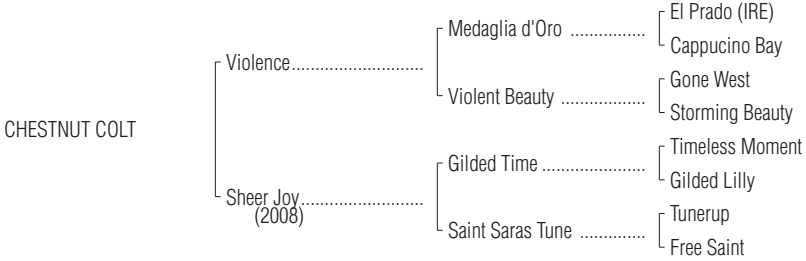 El Prado (IRE)
Medaglia d'Oro ................
Cappucino Bay
Violence............................
Gone West
Violent Beauty ..................
Storming Beauty
CHESTNUT COLT
Timeless Moment
Gilded Time ......................
Gilded Lilly
Sheer Joy..........................
(2008)
Tunerup
Saint Saras Tune ..............
Free Saint